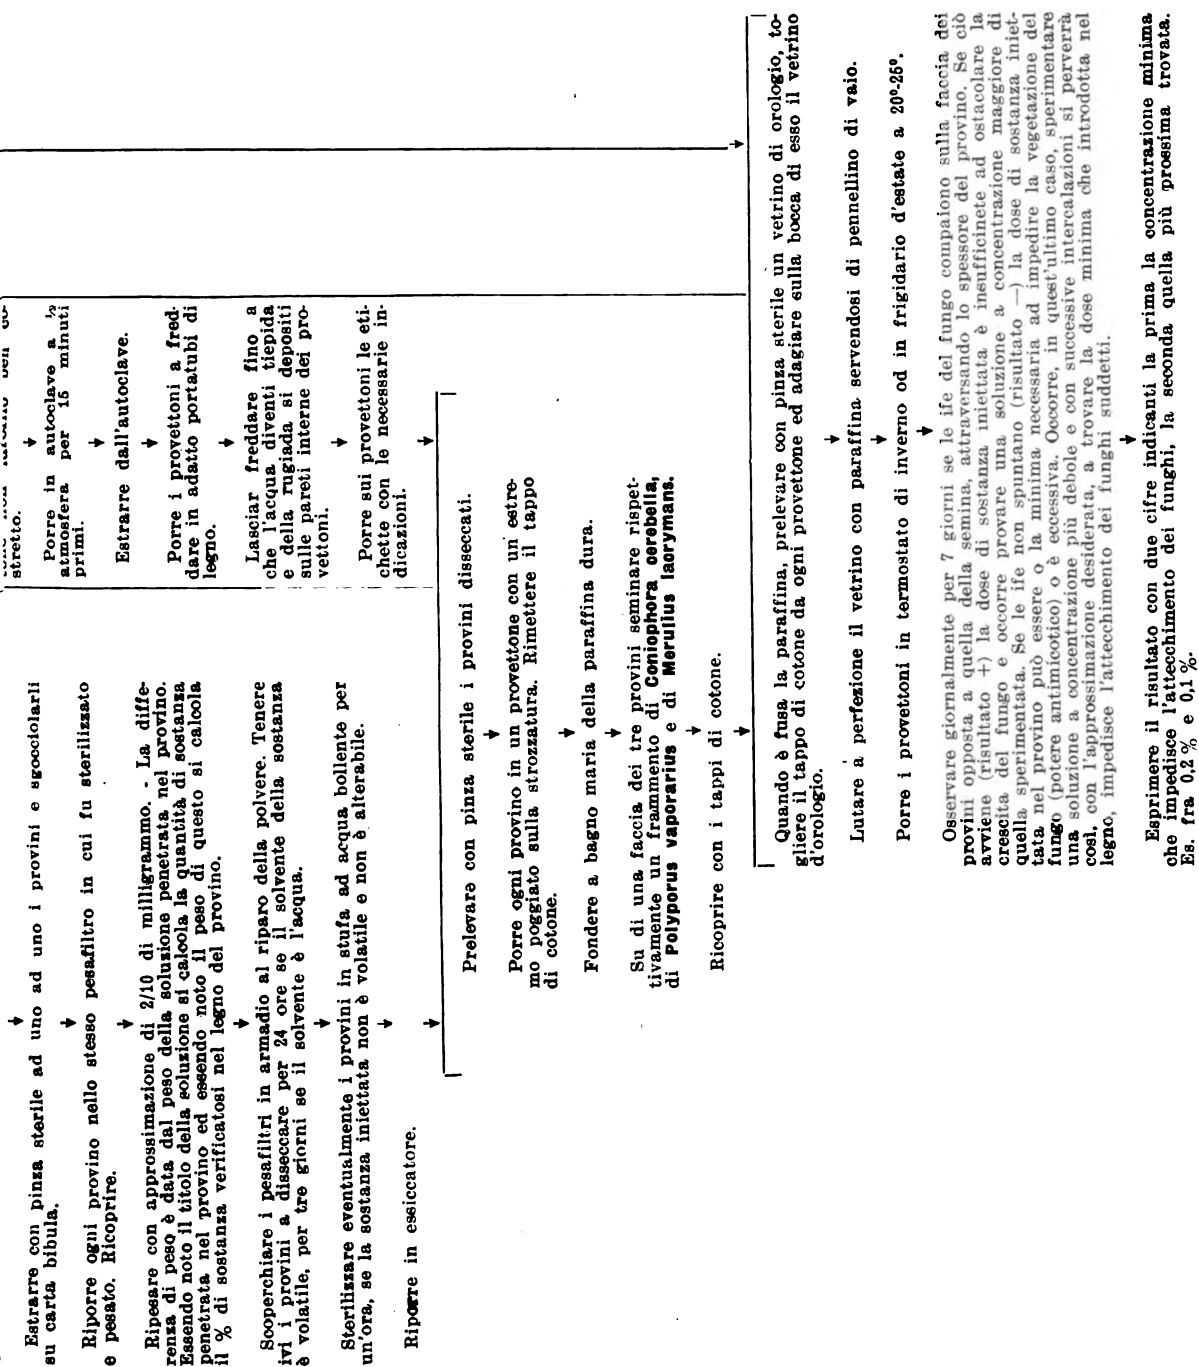 Estrarre con pinza sterile ad uno ad uno i provini e sgocciolarli
su carta bibula.
Riporre ogni provino nello stesso pesafiltro in cui fu sterilizzato
e pesato. Ricoprire.
Ripesare con approssimazione di 2/10 di milligramo. - La diffe-
renza di peso è data dal peso della soluzione penetrata nel provino.
Essendo noto il titolo della soluzione si calcola la quantità di sostanza
penetrata nel provino ed essendo noto il peso di questo si calcola
il % di sostanza verificatosi nel legno del provino.
Scoperchiare i pesafiltri in armadio al riparo della polvere. Tenere
ivi i provini a disseccare per 24 ore se il solvente della sostanza
è volatile, per tre giorni se il solvente è l'acqua.
Sterilizzare eventualmente i provini in stufa ad acqua bollente per
un'ora, se la sostanza iniettata non è volatile e non è alterabile.
Riporre in essiccatore.
stretto.
Porre in autoclave a ½
atmosfera per 15 minuti
primi.
Estrarre dall'autoclave.
Porre i provettoni a fred-
dare in adatto portatubi di
legno.
Lasciar freddare fino a
che l'acqua diventi tiepida
e della rugiada si depositi
sulle pareti interne dei pro-
vettoni.
Porre sui provettoni le eti-
chette con le necessarie in-
dicazioni.
Prelevare con pinza sterile i provini disseccati.
Porre ogni provino in un provettone con un estre-
mo poggiato sulla strozzatura. Rimettere il tappo
di cotone.
Fondere a bagno maria della paraffina dura.
Su di una faccia dei tre provini seminare rispet-
tivamente un frammento di Coniophora cerebella,
di Polyporus vaporarius e di Merulius lacrymans.
Ricoprire con i tappi di cotone.
Quando è fusa la paraffina, prelevare con pinza sterile un vetrino di orologio, to-
gliere il tappo di cotone da ogni provettone ed adagiare sulla bocca di esso il vetrino
d'orologio.
Lutare a perfezione il vetrino con paraffina servendosi di pennellino di vaio.
Porre i provettoni in termostato di inverno od in frigidario d'estate a 20°-25°.
Osservare giornalmente per 7 giorni se le ife del fungo compaiono sulla faccia dei
provini opposta a quella della semina, attraversando lo spessore del provino. Se ciò
avviene (risultato +) la dose di sostanza iniettata è insufficinete ad ostacolare la
crescita del fungo e occorre provare una soluzione a concentrazione maggiore di
quella sperimentata. Se le ife non spuntano (risultato —) la dose di sostanza iniet-
tata nel provino può essere o la minima necessaria ad impedire la vegetazione del
fungo (potere antimicotico) o è eccessiva. Occorre, in quest'ultimo caso, sperimentare
una soluzione a concentrazione più debole e con successive intercalazioni si perverrà
così, con l'approssimazione desiderata, a trovare la dose minima che introdotta nel
legno, impedisce l'attecchimento dei funghi suddetti.
Esprimere il risultato con due cifre indicanti la prima la concentrazione minima
che impedisce l'attecchimento dei funghi, la seconda quella più prossima trovata.
Es. fra 0,2 % e 0,1 %.